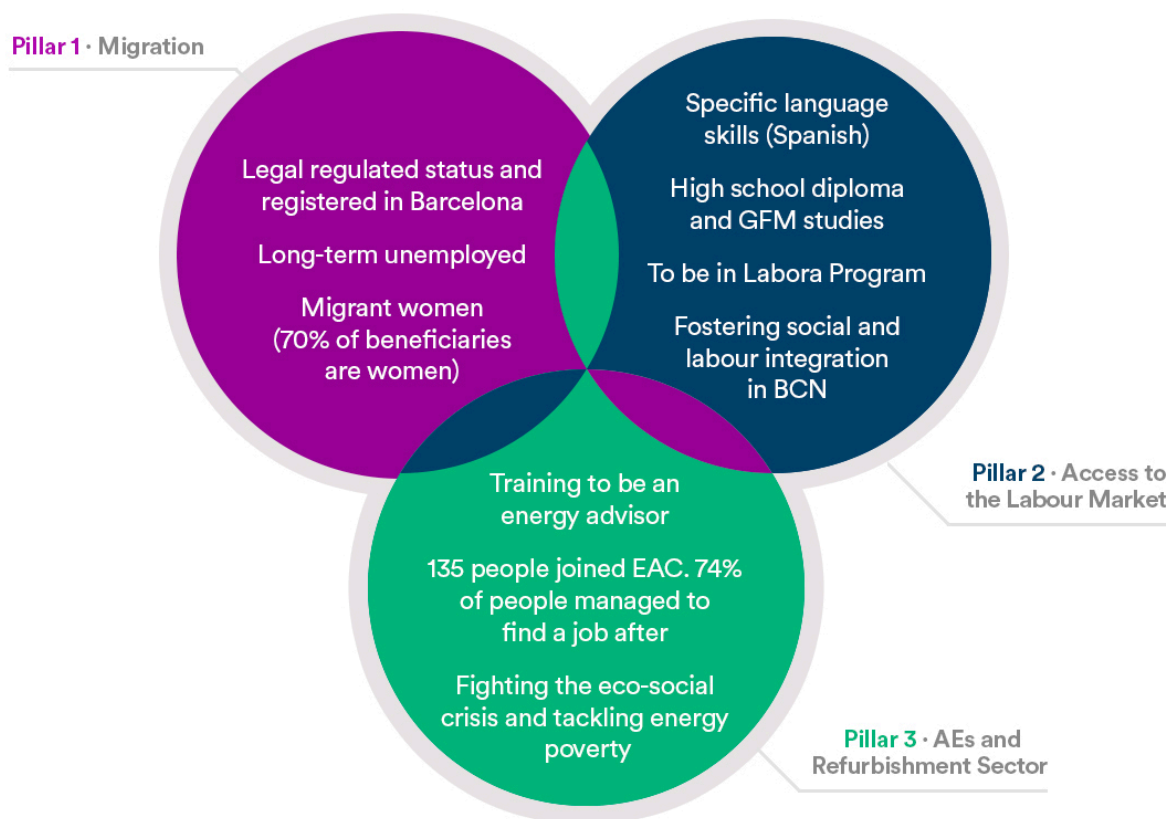 Pillar 1 · Migration
Legal regulated status and
registered in Barcelona
Long-term unemployed
Migrant women
(70% of beneficiaries
are women)
Specific language
skills (Spanish)
High school diploma
and GFM studies
To be in Labora Program
Fostering social and
labour integration
in BCN
Pillar 2 · Access to
the Labour Market
Training to be an
energy advisor
135 people joined EAC. 74%
of people managed to
find a job after
Fighting the eco-social
crisis and tackling energy
poverty
Pillar 3 · AEs and
Refurbishment Sector